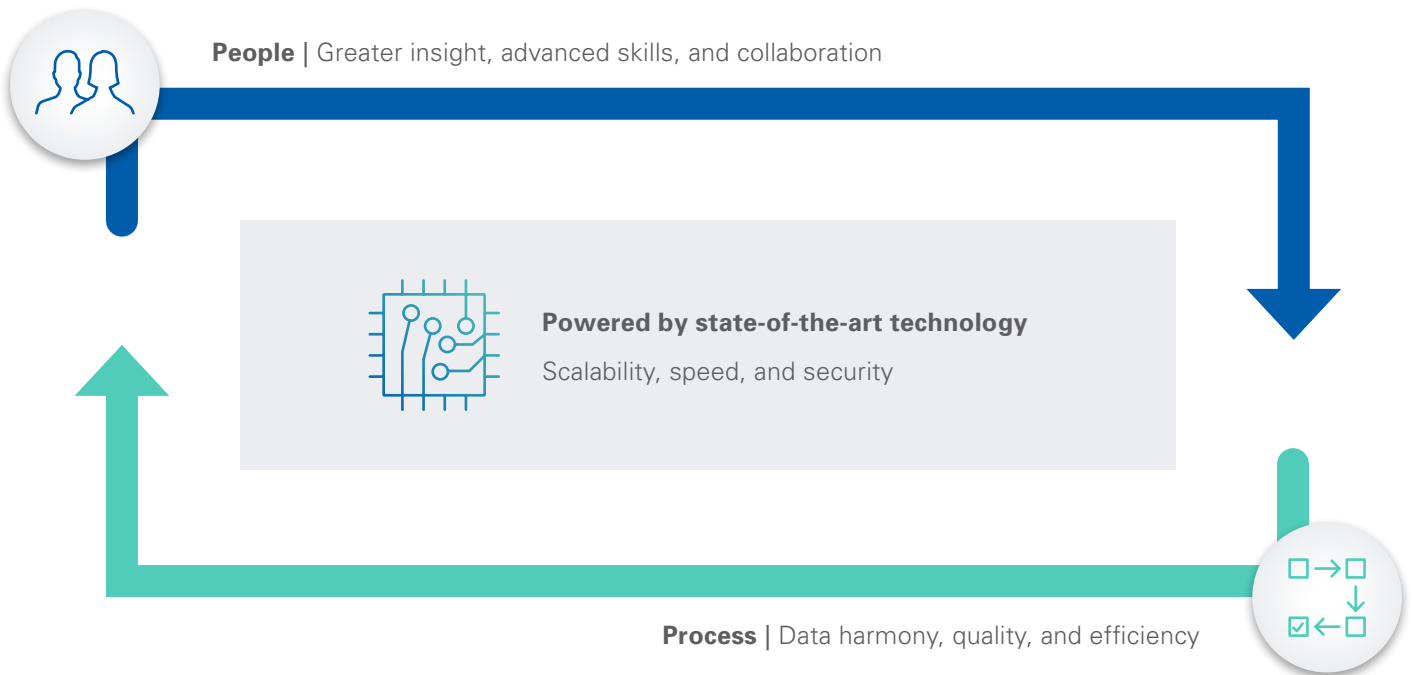 People | Greater insight, advanced skills, and collaboration
Powered by state-of-the-art technology
Scalability, speed, and security
Process | Data harmony, quality, and efficiency